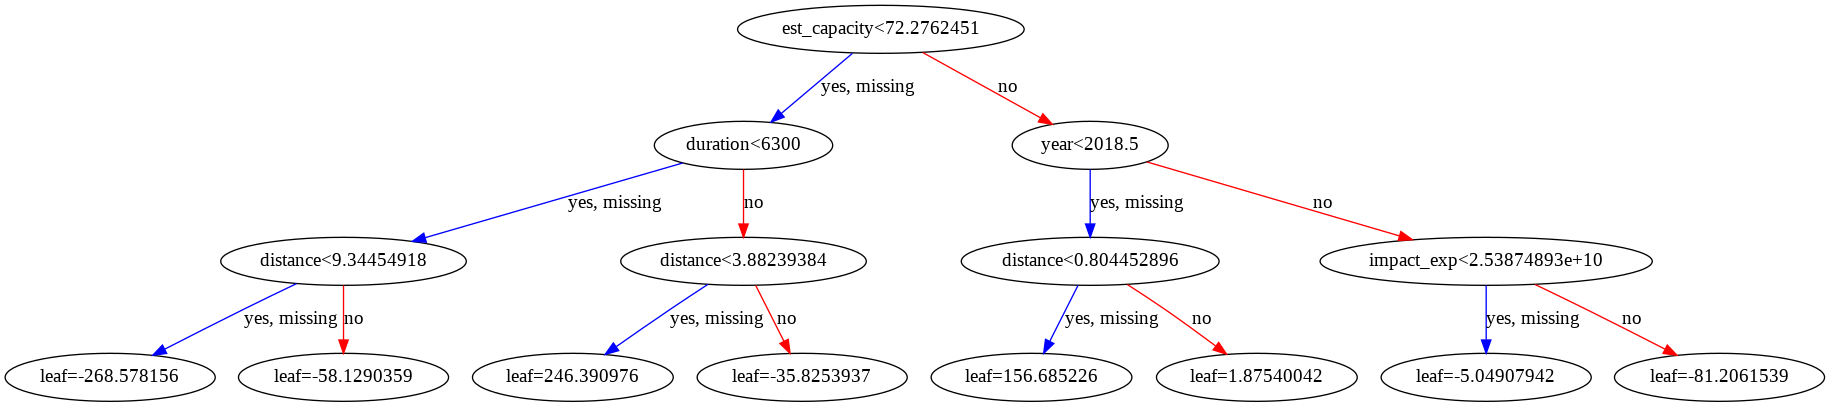 est_capacity<72.2762451
yes, missing
no
duration<6300
year<2018.5
yes, missing
no
yes, missing
no
distance<9.34454918
distance<3.88239384
distance<0.804452896
impact_exp<2.53874893e+10
yes, missing
no
yes, missing
no
yes, missing
no
yes, missing
no
leaf=-268.578156
leaf=-58.1290359
leaf=246.390976
leaf=-35.8253937
leaf=156.685226
leaf=1.87540042
leaf=-5.04907942
leaf=-81.2061539